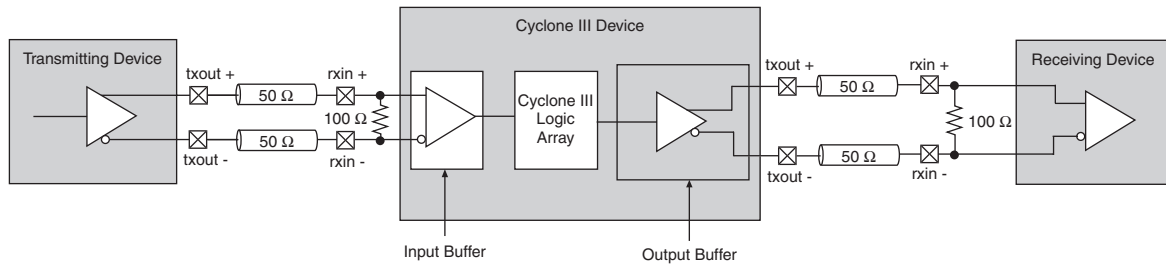 Cyclone III Device
Transmitting Device
txout +
rxin +
50 Ω
100 Ω
50 Ω
txout -
rxin -
Cyclone III
Logic
Array
txout +
rxin +
50 Ω
100 Ω
50 Ω
txout -
rxin -
Receiving Device
Input Buffer
Output Buffer